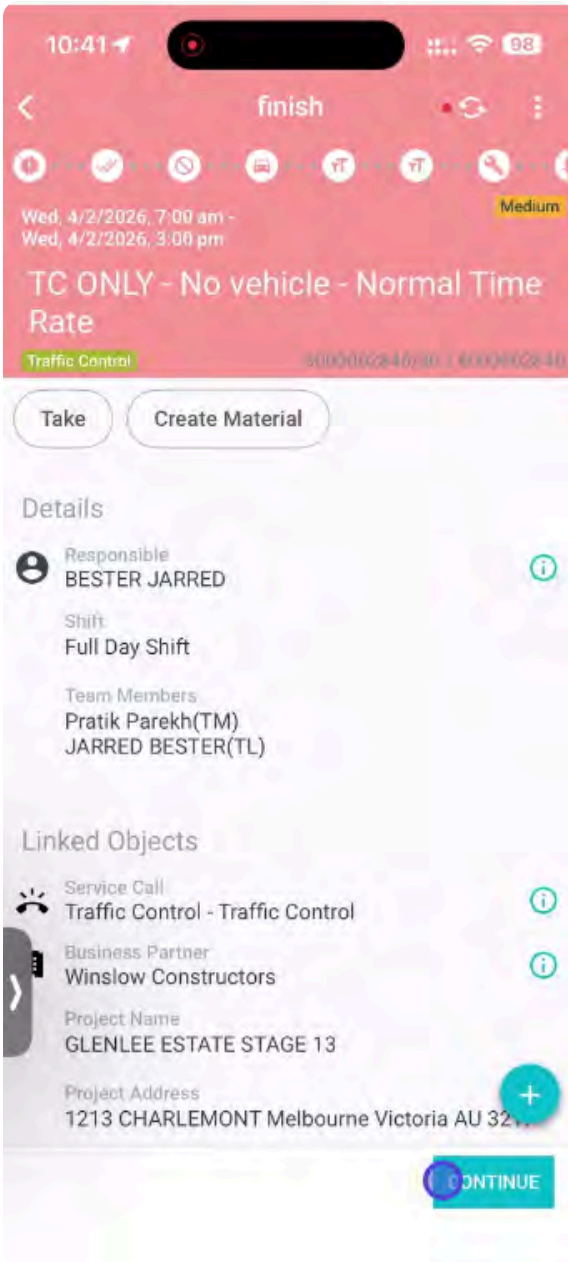 10:41
98
finish
Medium
Wed, 4/2/2026, 7:00 am -
Wed, 4/2/2026, 3:00 pm
TC ONLY - No vehicle - Normal Time
Rate
Traffic Control
Take
Create Material
Details
Responsible
BESTER JARRED
Shift
Full Day Shift
Team Members
Pratik Parekh(TM)
JARRED BESTER(TL)
Linked Objects
Service Call
Traffic Control - Traffic Control
Business Partner
Winslow Constructors
Project Name
GLENLEE ESTATE STAGE 13
Project Address
1213 CHARLEMONT Melbourne Victoria AU
CONTINUE